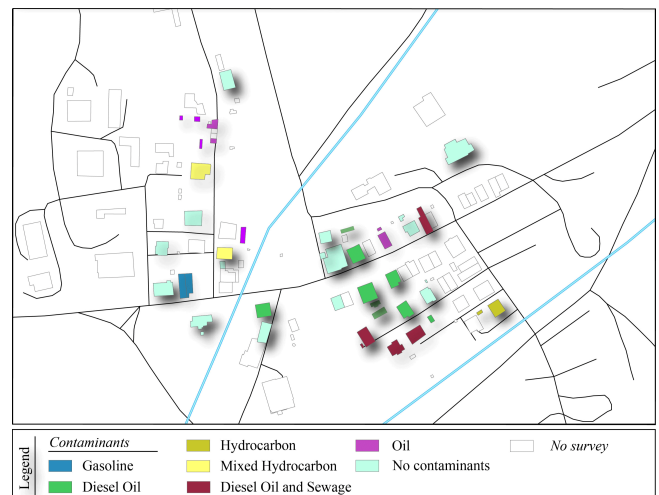 Legend
Contaminants
Gasoline
Diesel Oil
Hydrocarbon
Mixed Hydrocarbon
Diesel Oil and Sewage
Oil
No contaminants
No survey